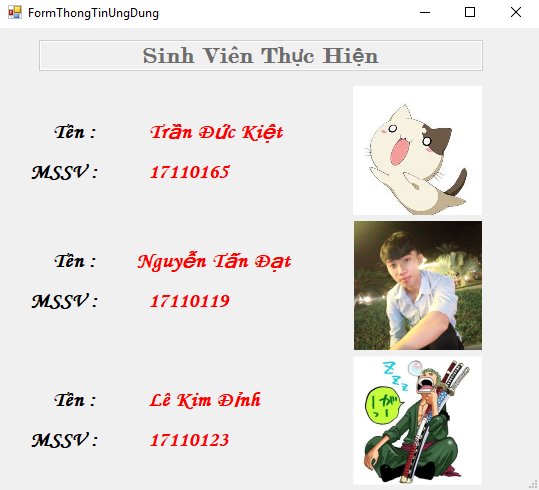 FormThongTinUngDung
Sinh Viên Thực Hiện
Tên : Trần Đức Kiệt
MSSV : 17110165
Tên : Nguyễn Tấn Đạt
MSSV : 17110119
z z z
Tên : Lê Kim Đỉnh
MSSV : 17110123